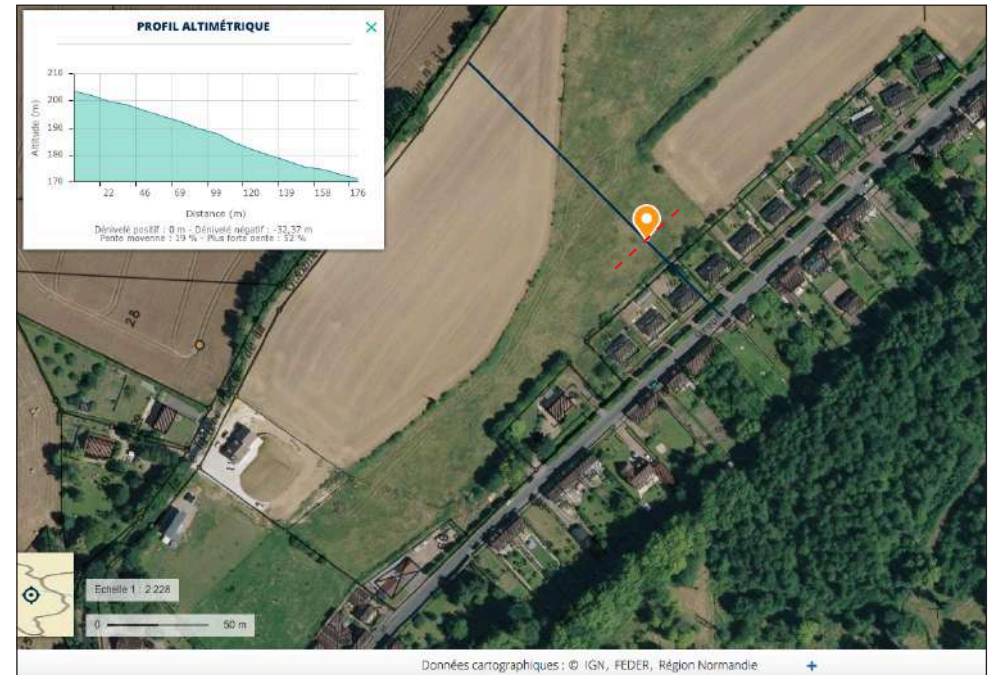 PROFIL ALTIMÉTRIQUE
210
200
190
180
170
Altitude (m)
22 46 69 99 120 139 158 176
Distance (m)
Dénivelé positif : 0 m - Dénivelé négatif : -32,37 m
Pente moyenne : 19 % - Plus forte pente : 52 %
28
Echelle 1 : 2 228
0 50 m
Données cartographiques : © IGN, FEDER, Région Normandie +